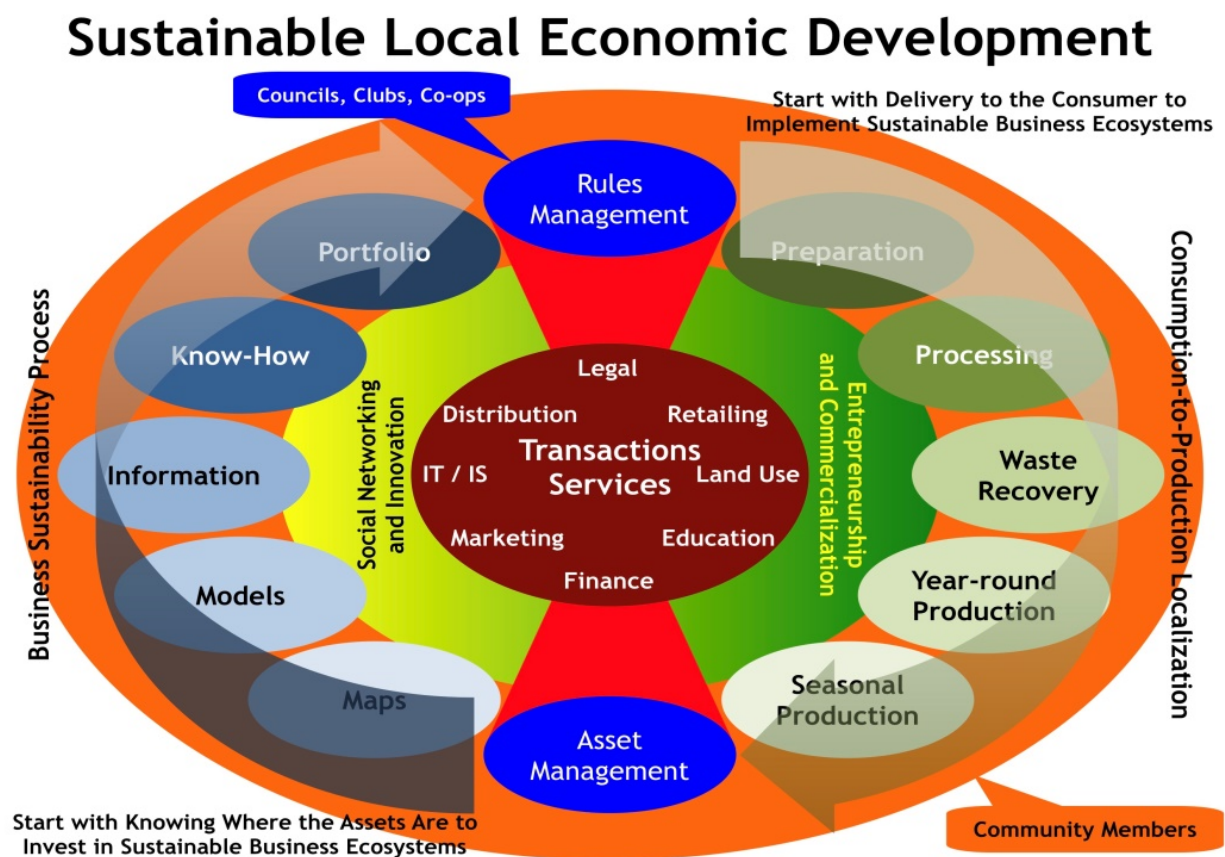 Sustainable Local Economic Development
Councils, Clubs, Co-ops
Start with Delivery to the Consumer to
Implement Sustainable Business Ecosystems
Rules
Management
Portfolio
Preparation
Know-How
Processing
Information
Waste
Recovery
Models
Year-round
Production
Maps
Seasonal
Production
Business Sustainability Process
Social Networking
and Innovation
Legal
Distribution
Retailing
Transactions
Services
IT / IS
Land Use
Marketing
Education
Finance
Entrepreneurship
and Commercialization
Consumption-to-Production Localization
Asset
Management
Start with Knowing Where the Assets Are to
Invest in Sustainable Business Ecosystems
Community Members